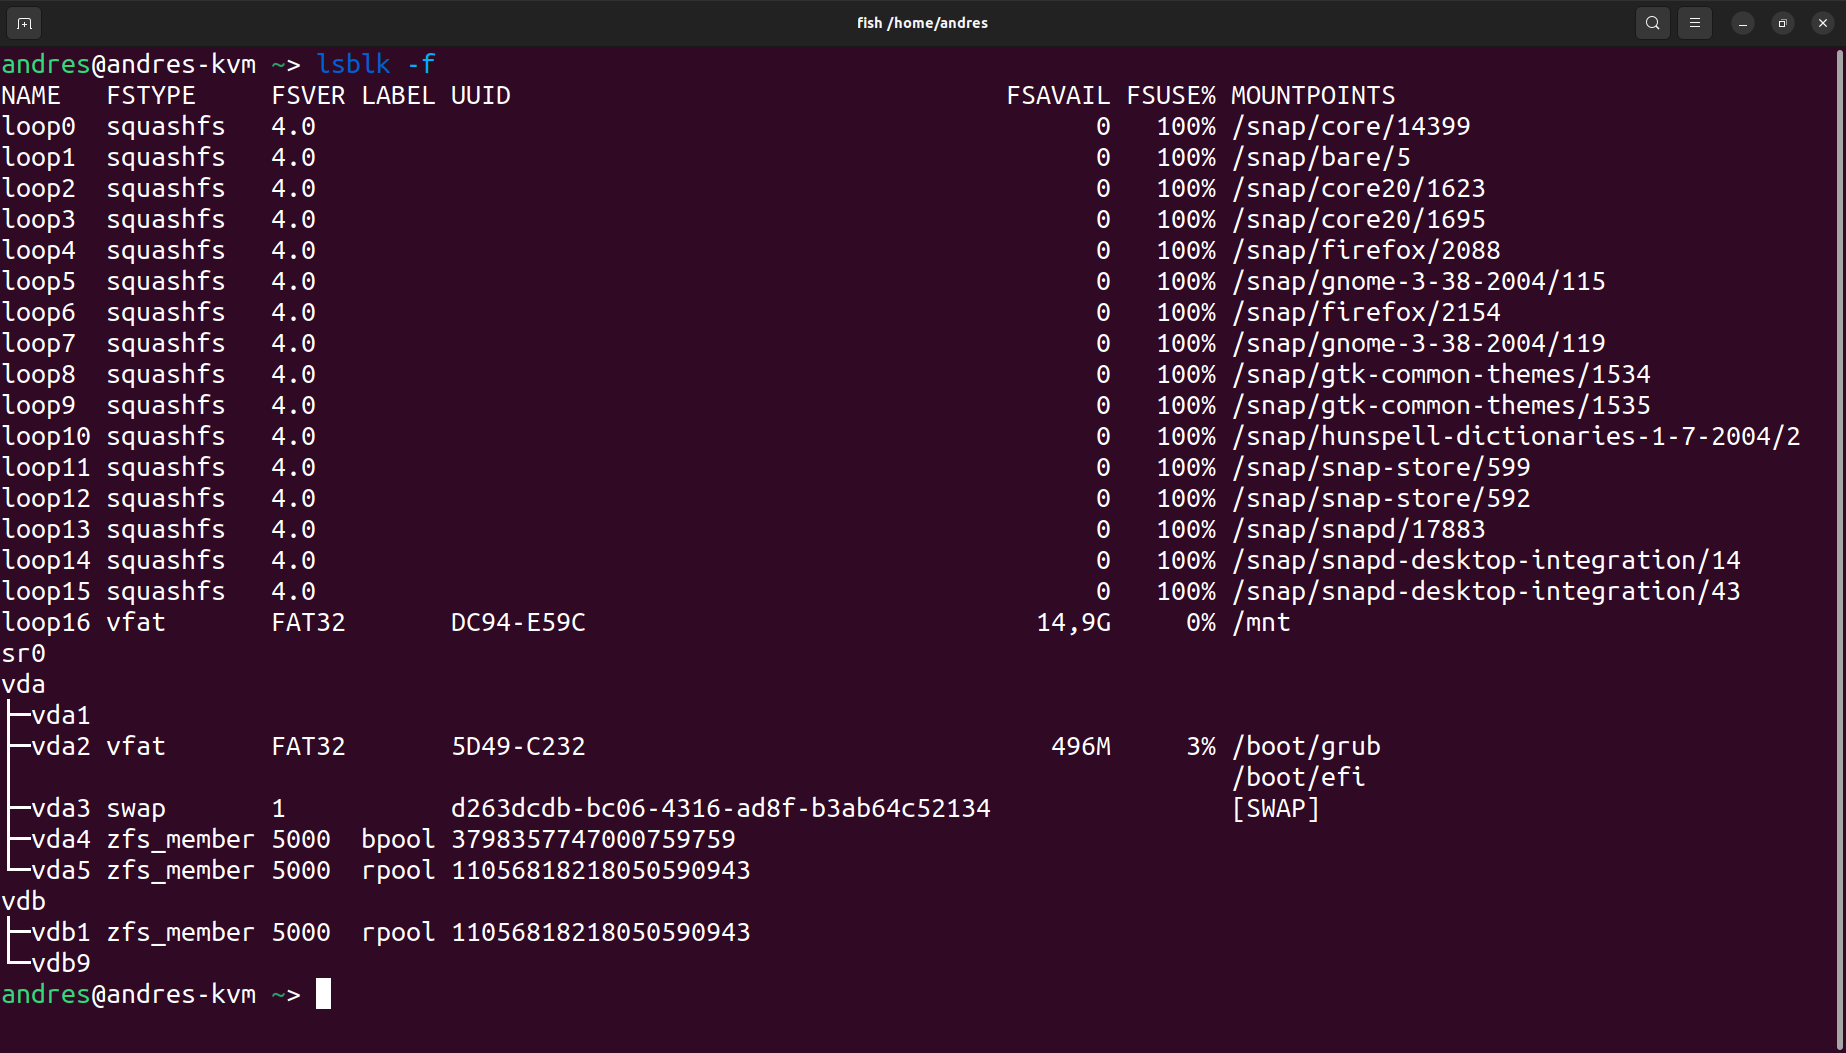 fish /home/andres
andres@andres-kvm ~> lsblk -f
NAME   FSTYPE     FSVER LABEL UUID                                 FSAVAIL FSUSE% MOUNTPOINTS
loop0  squashfs   4.0                                                    0   100% /snap/core/14399
loop1  squashfs   4.0                                                    0   100% /snap/bare/5
loop2  squashfs   4.0                                                    0   100% /snap/core20/1623
loop3  squashfs   4.0                                                    0   100% /snap/core20/1695
loop4  squashfs   4.0                                                    0   100% /snap/firefox/2088
loop5  squashfs   4.0                                                    0   100% /snap/gnome-3-38-2004/115
loop6  squashfs   4.0                                                    0   100% /snap/firefox/2154
loop7  squashfs   4.0                                                    0   100% /snap/gnome-3-38-2004/119
loop8  squashfs   4.0                                                    0   100% /snap/gtk-common-themes/1534
loop9  squashfs   4.0                                                    0   100% /snap/gtk-common-themes/1535
loop10 squashfs   4.0                                                    0   100% /snap/hunspell-dictionaries-1-7-2004/2
loop11 squashfs   4.0                                                    0   100% /snap/snap-store/599
loop12 squashfs   4.0                                                    0   100% /snap/snap-store/592
loop13 squashfs   4.0                                                    0   100% /snap/snapd/17883
loop14 squashfs   4.0                                                    0   100% /snap/snapd-desktop-integration/14
loop15 squashfs   4.0                                                    0   100% /snap/snapd-desktop-integration/43
loop16 vfat       FAT32       DC94-E59C                              14,9G     0% /mnt
sr0
vda
├─vda1
├─vda2 vfat       FAT32       5D49-C232                               496M     3% /boot/grub
│                                                                                 /boot/efi
├─vda3 swap       1           d263dcdb-bc06-4316-ad8f-b3ab64c52134                [SWAP]
├─vda4 zfs_member 5000  bpool 3798357747000759759
└─vda5 zfs_member 5000  rpool 11056818218050590943
vdb
├─vdb1 zfs_member 5000  rpool 11056818218050590943
└─vdb9
andres@andres-kvm ~>